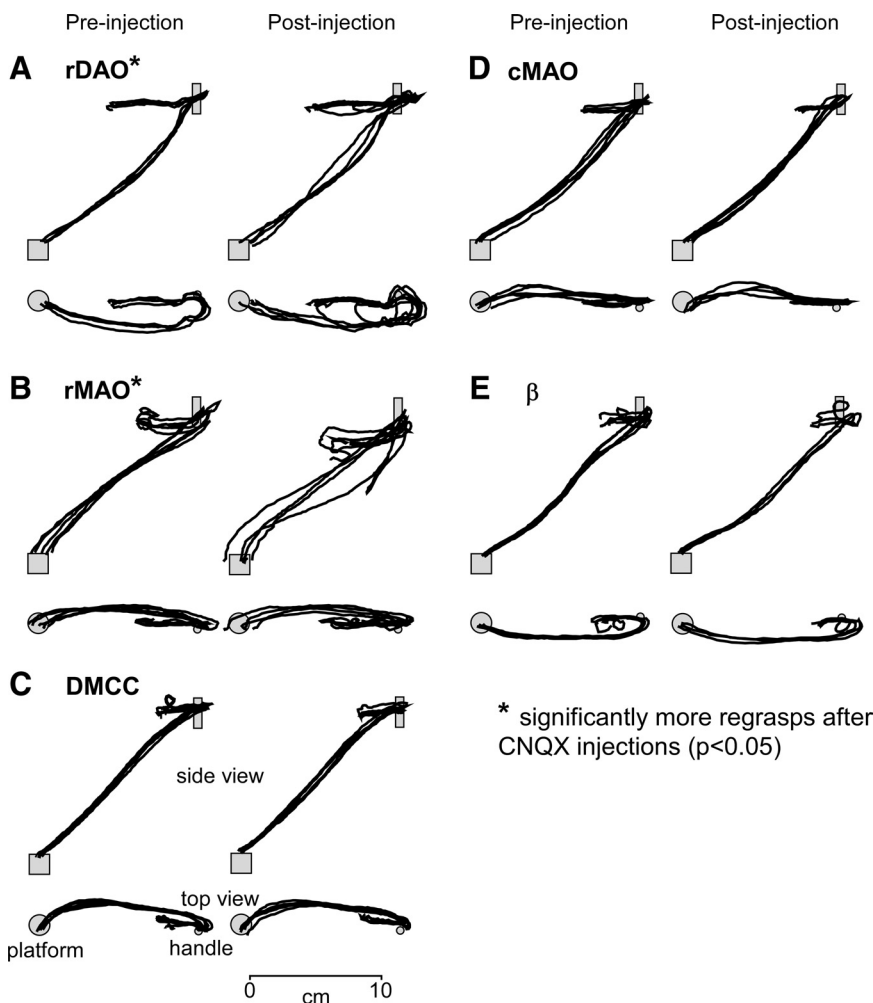 Pre-injection Post-injection Pre-injection Post-injection
A rDAO*
D cMAO
B rMAO*
E β
C DMCC
* significantly more regrasps after
CNQX injections (p<0.05)
side view
top view
platform handle
0 10
cm